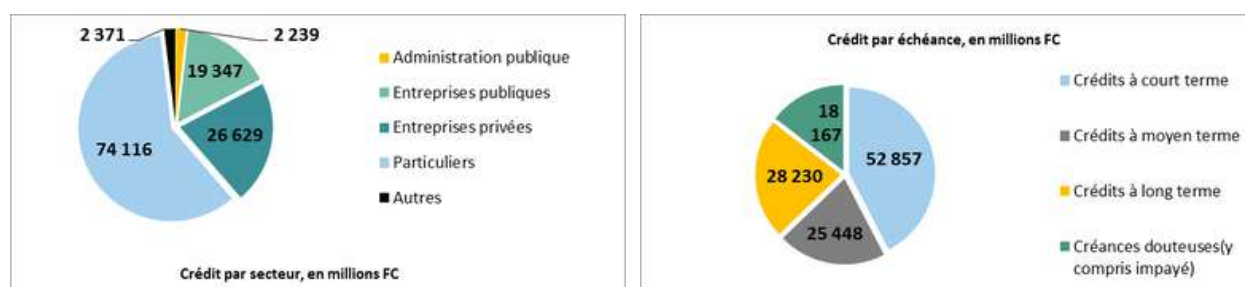 2 371
2 239
19 347
26 629
74 116
Administration publique
Entreprises publiques
Entreprises privées
Particuliers
Autres
Crédit par secteur, en millions FC
Crédit par échéance, en millions FC
18
167
52 857
28 230
25 448
Crédits à court terme
Crédits à moyen terme
Crédits à long terme
Créances douteuses(y
compris impayé)